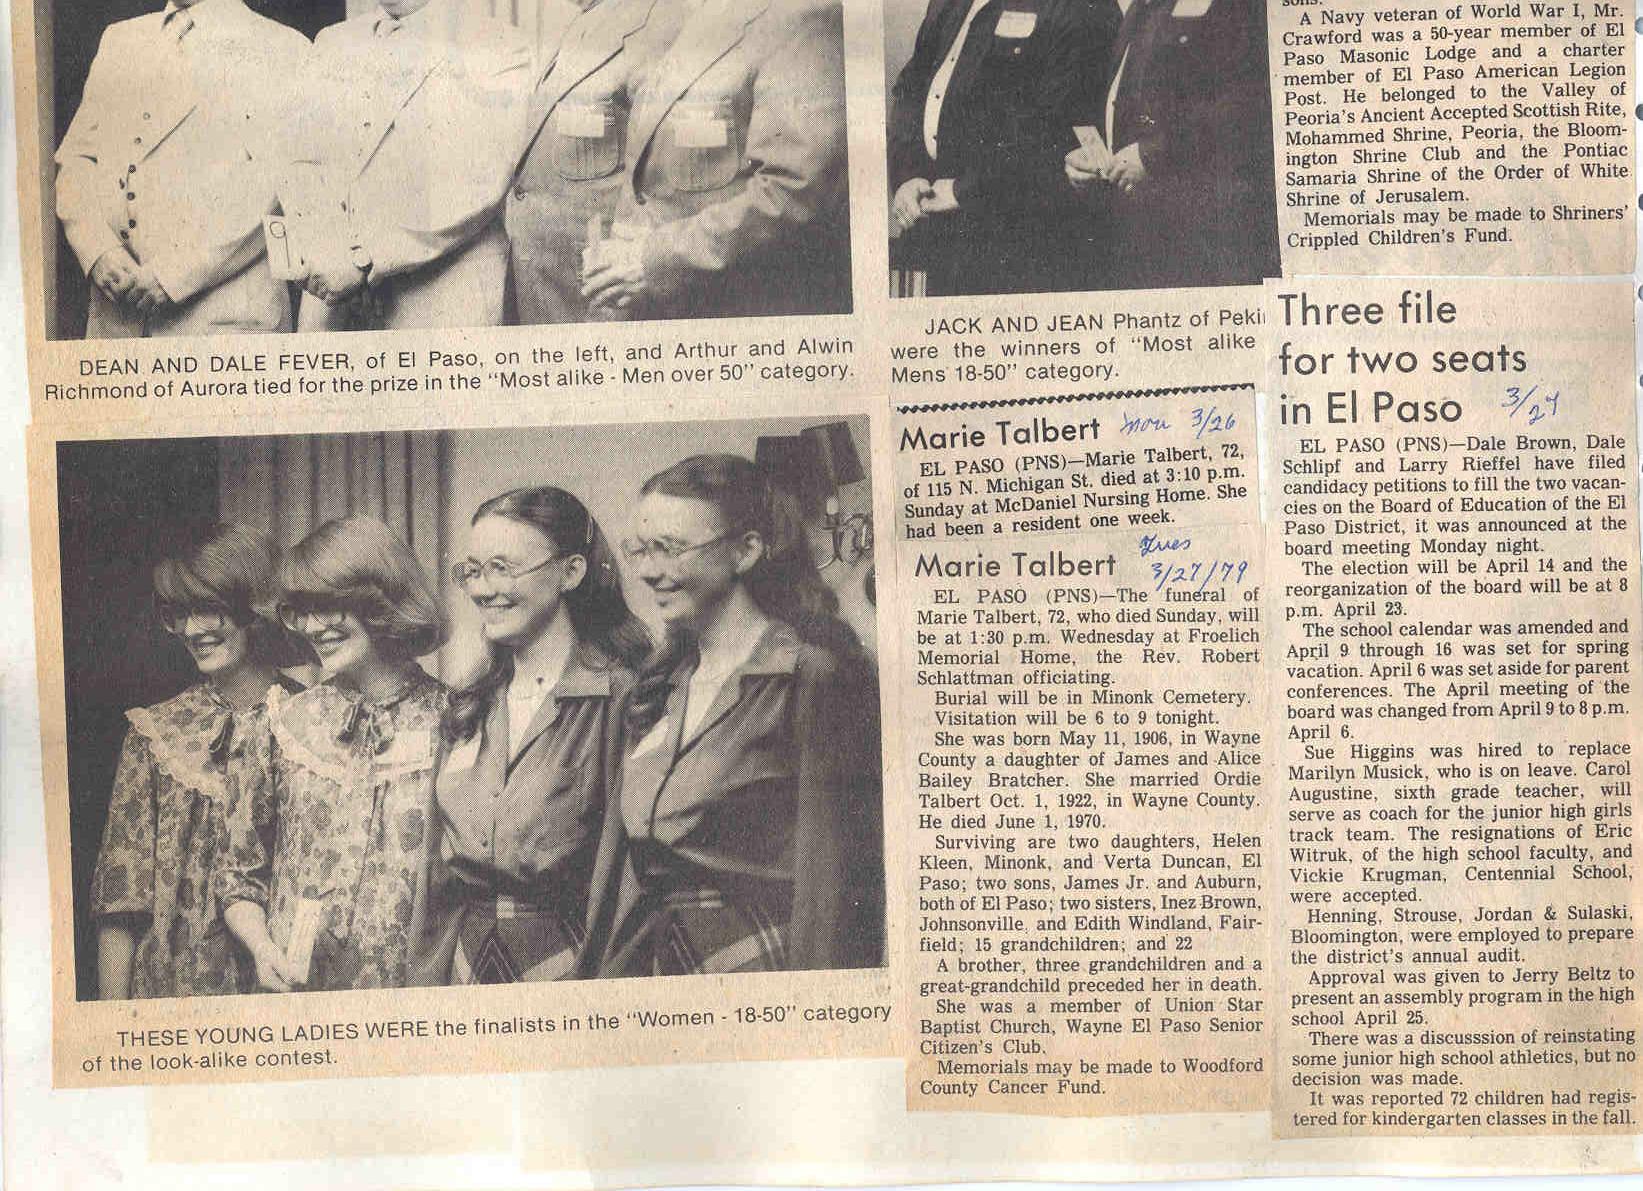 DEAN AND DALE FEVER, of El Paso, on the left, and Arthur and Alwin
Richmond of Aurora tied for the prize in the "Most alike - Men over 50" category.
THESE YOUNG LADIES WERE the finalists in the "Women - 18-50" category
of the look-alike contest.
JACK AND JEAN Phantz of Peki
were the winners of "Most alike
Mens 18-50" category.
Marie Talbert Mon 3/26
EL PASO (PNS)—Marie Talbert, 72,
of 115 N. Michigan St. died at 3:10 p.m.
Sunday at McDaniel Nursing Home. She
had been a resident one week.
Marie Talbert Tues 3/27/79
EL PASO (PNS)—The funeral of
Marie Talbert, 72, who died Sunday, will
be at 1:30 p.m. Wednesday at Froelich
Memorial Home, the Rev. Robert
Schlattman officiating.
Burial will be in Minonk Cemetery.
Visitation will be 6 to 9 tonight.
She was born May 11, 1906, in Wayne
County a daughter of James and Alice
Bailey Bratcher. She married Ordie
Talbert Oct. 1, 1922, in Wayne County.
He died June 1, 1970.
Surviving are two daughters, Helen
Kleen, Minonk, and Verta Duncan, El
Paso; two sons, James Jr. and Auburn,
both of El Paso; two sisters, Inez Brown,
Johnsonville, and Edith Windland, Fair-
field; 15 grandchildren; and 22
A brother, three grandchildren and a
great-grandchild preceded her in death.
She was a member of Union Star
Baptist Church, Wayne El Paso Senior
Citizen's Club.
Memorials may be made to Woodford
County Cancer Fund.
sons.
A Navy veteran of World War I, Mr.
Crawford was a 50-year member of El
Paso Masonic Lodge and a charter
member of El Paso American Legion
Post. He belonged to the Valley of
Peoria's Ancient Accepted Scottish Rite,
Mohammed Shrine, Peoria, the Bloom-
ington Shrine Club and the Pontiac
Samaria Shrine of the Order of White
Shrine of Jerusalem.
Memorials may be made to Shriners'
Crippled Children's Fund.
Three file
for two seats
in El Paso 3/27
EL PASO (PNS)—Dale Brown, Dale
Schlipf and Larry Rieffel have filed
candidacy petitions to fill the two vacan-
cies on the Board of Education of the El
Paso District, it was announced at the
board meeting Monday night.
The election will be April 14 and the
reorganization of the board will be at 8
p.m. April 23.
The school calendar was amended and
April 9 through 16 was set for spring
vacation. April 6 was set aside for parent
conferences. The April meeting of the
board was changed from April 9 to 8 p.m.
April 6.
Sue Higgins was hired to replace
Marilyn Musick, who is on leave. Carol
Augustine, sixth grade teacher, will
serve as coach for the junior high girls
track team. The resignations of Eric
Witruk, of the high school faculty, and
Vickie Krugman, Centennial School,
were accepted.
Henning, Strouse, Jordan & Sulaski,
Bloomington, were employed to prepare
the district's annual audit.
Approval was given to Jerry Beltz to
present an assembly program in the high
school April 25.
There was a discusssion of reinstating
some junior high school athletics, but no
decision was made.
It was reported 72 children had regis-
tered for kindergarten classes in the fall.